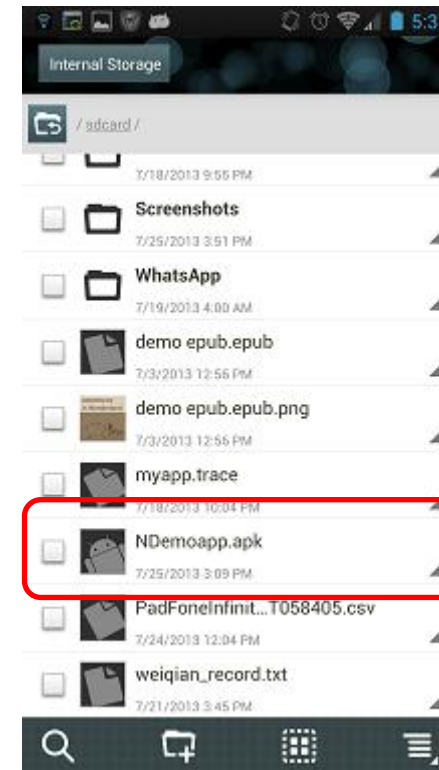 5:3
Internal Storage
/ sdcard /
7/18/2013 9:55 PM
Screenshots
7/25/2013 3:51 PM
WhatsApp
7/19/2013 4:00 AM
demo epub.epub
7/3/2013 12:56 PM
demo epub.epub.png
7/3/2013 12:56 PM
myapp.trace
7/18/2013 10:04 PM
NDemoapp.apk
7/25/2013 3:09 PM
PadFoneInfinit...T058405.csv
7/24/2013 12:04 PM
weiqian_record.txt
7/21/2013 3:45 PM